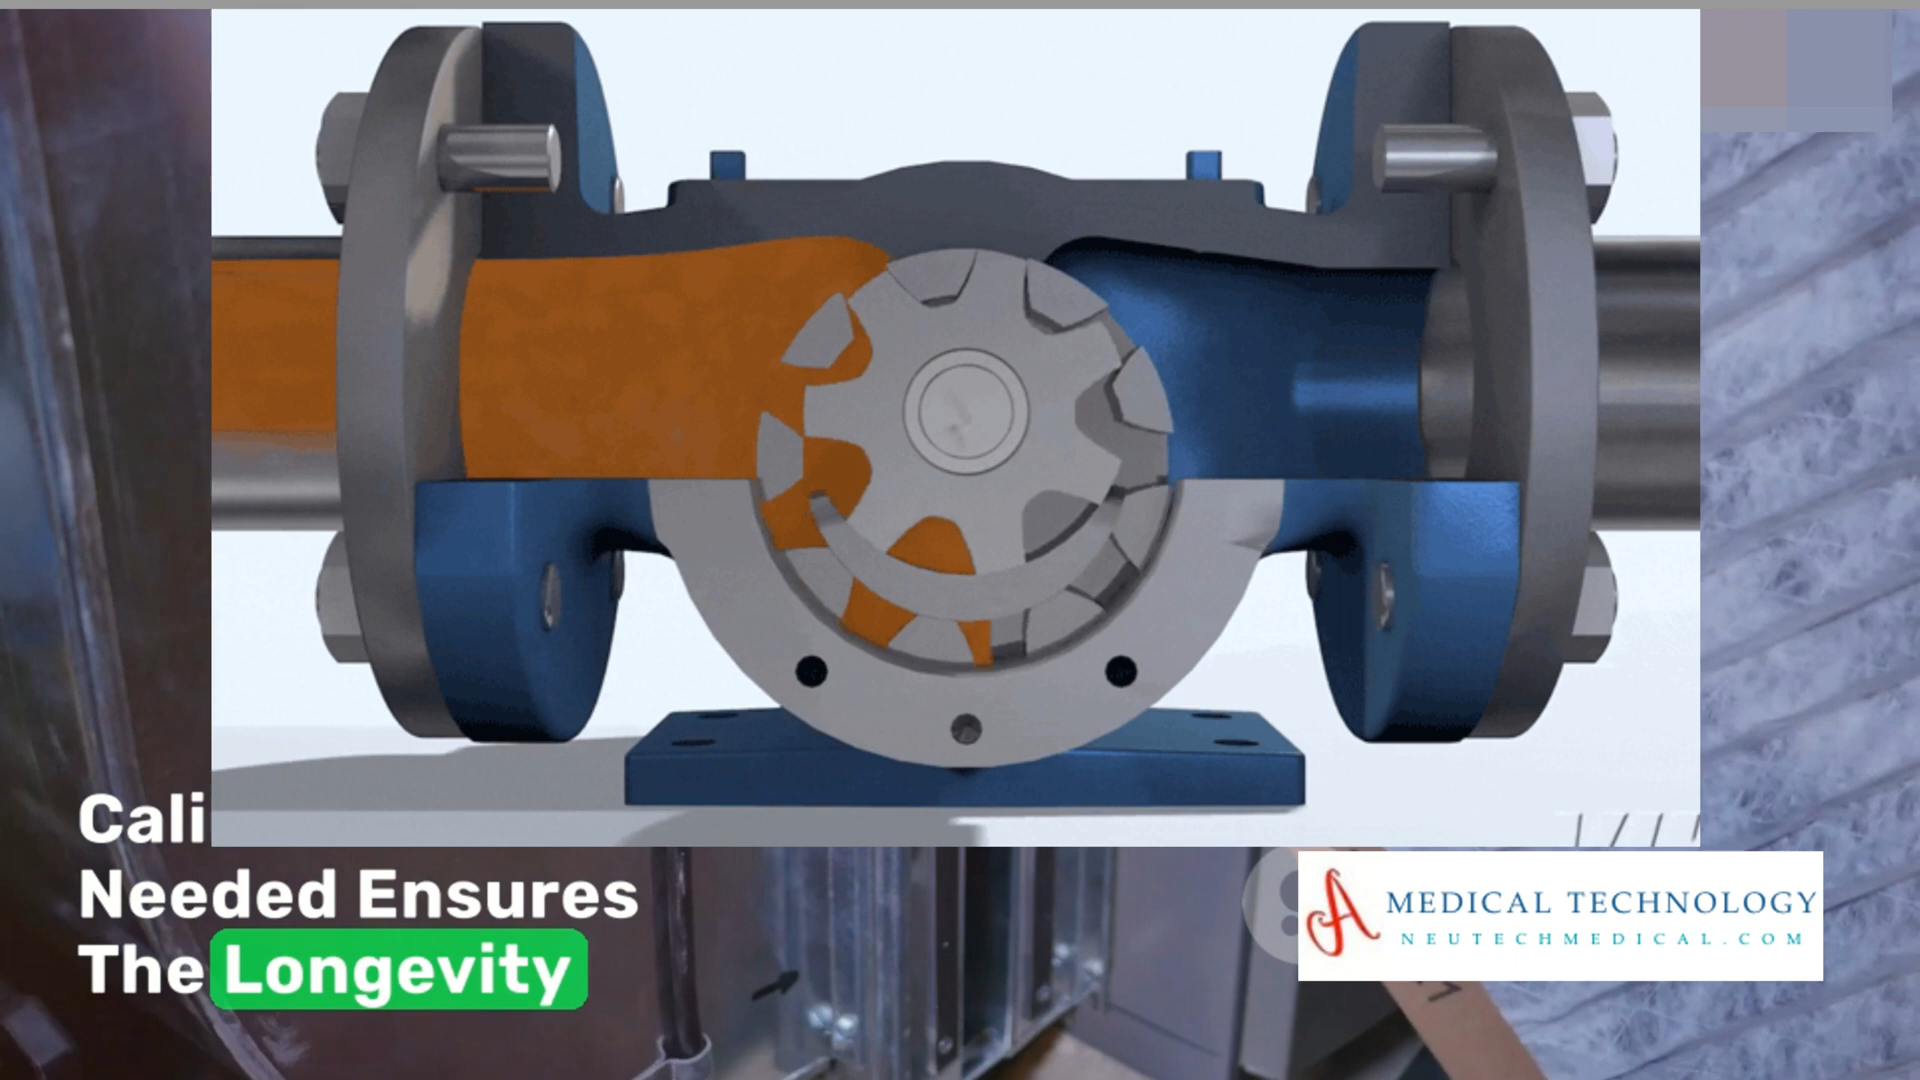 Cali
Needed Ensures
The Longevity
A MEDICAL TECHNOLOGY
NEUTECHMEDICAL.COM